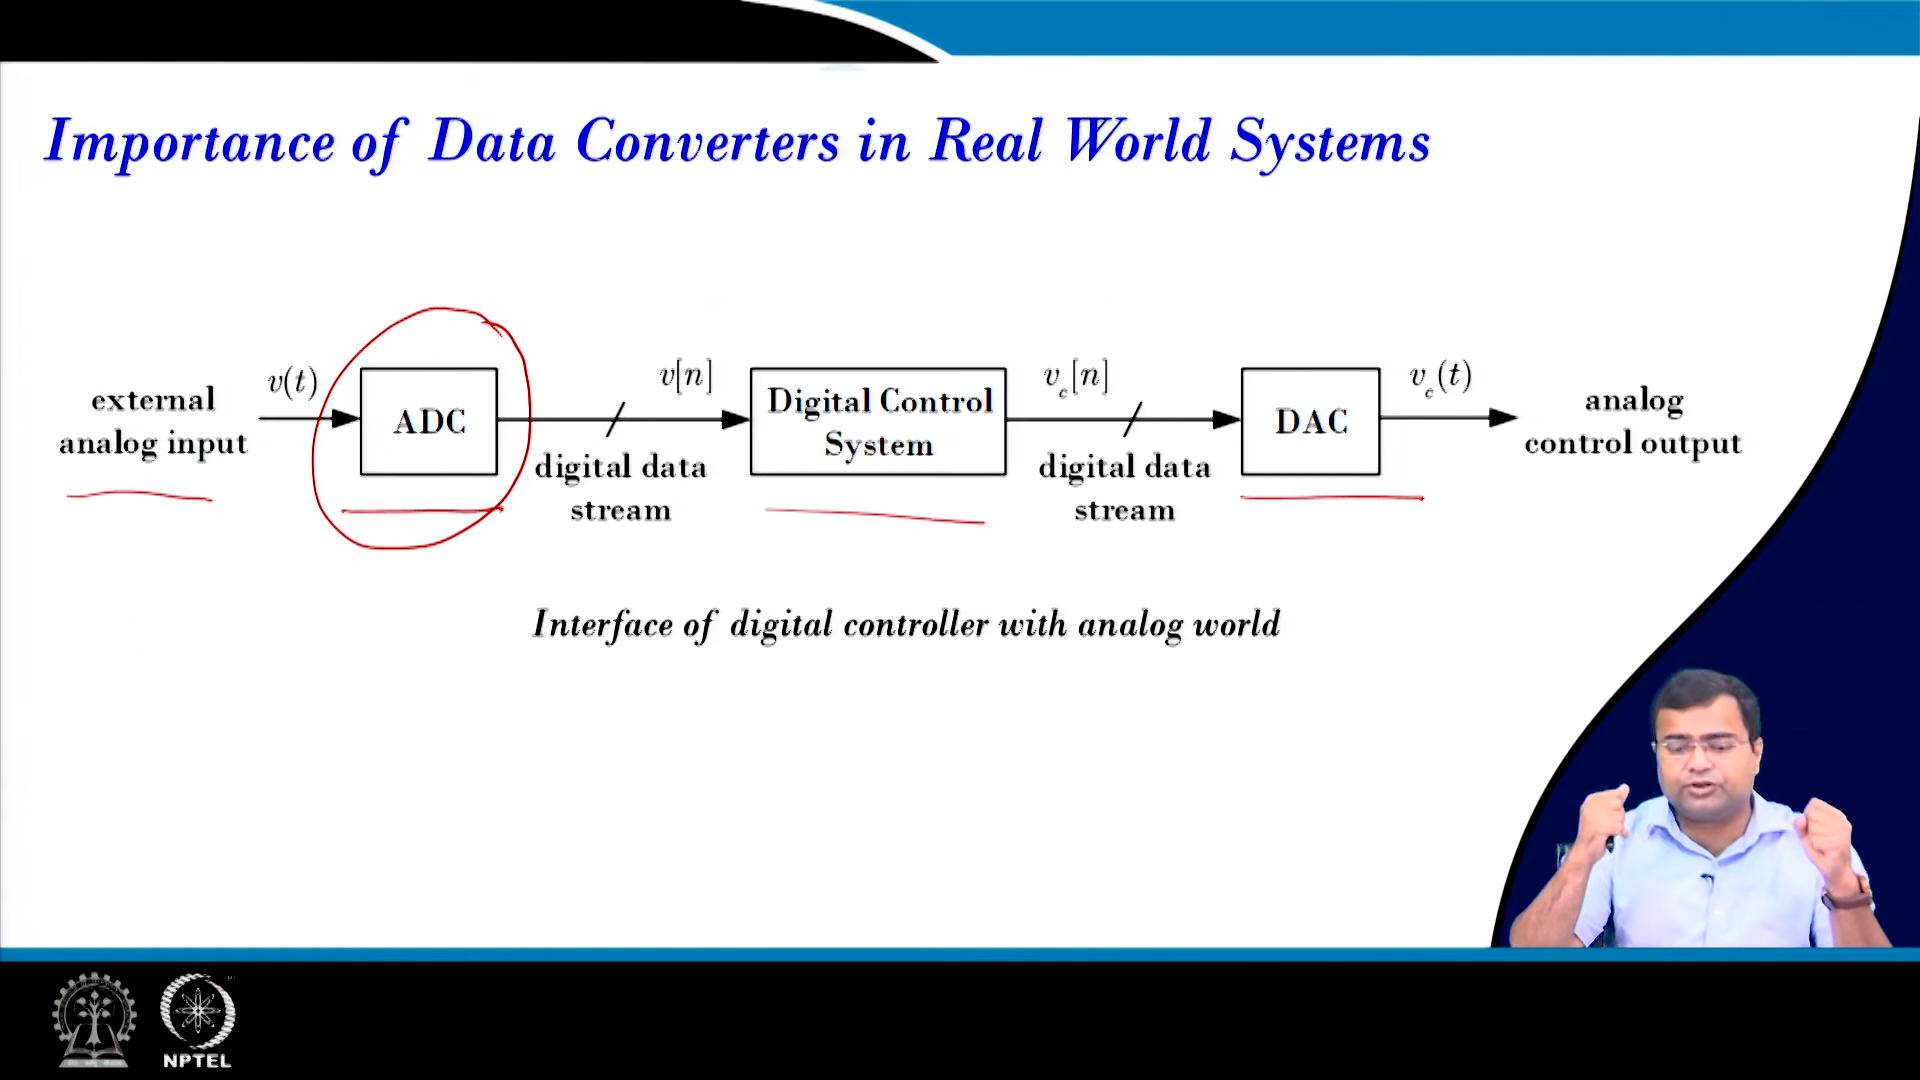 Importance of Data Converters in Real World Systems
external
analog input
v(t)
ADC
v[n]
digital data
stream
Digital Control
System
v_c[n]
digital data
stream
DAC
v_c(t)
analog
control output
Interface of digital controller with analog world
NPTEL